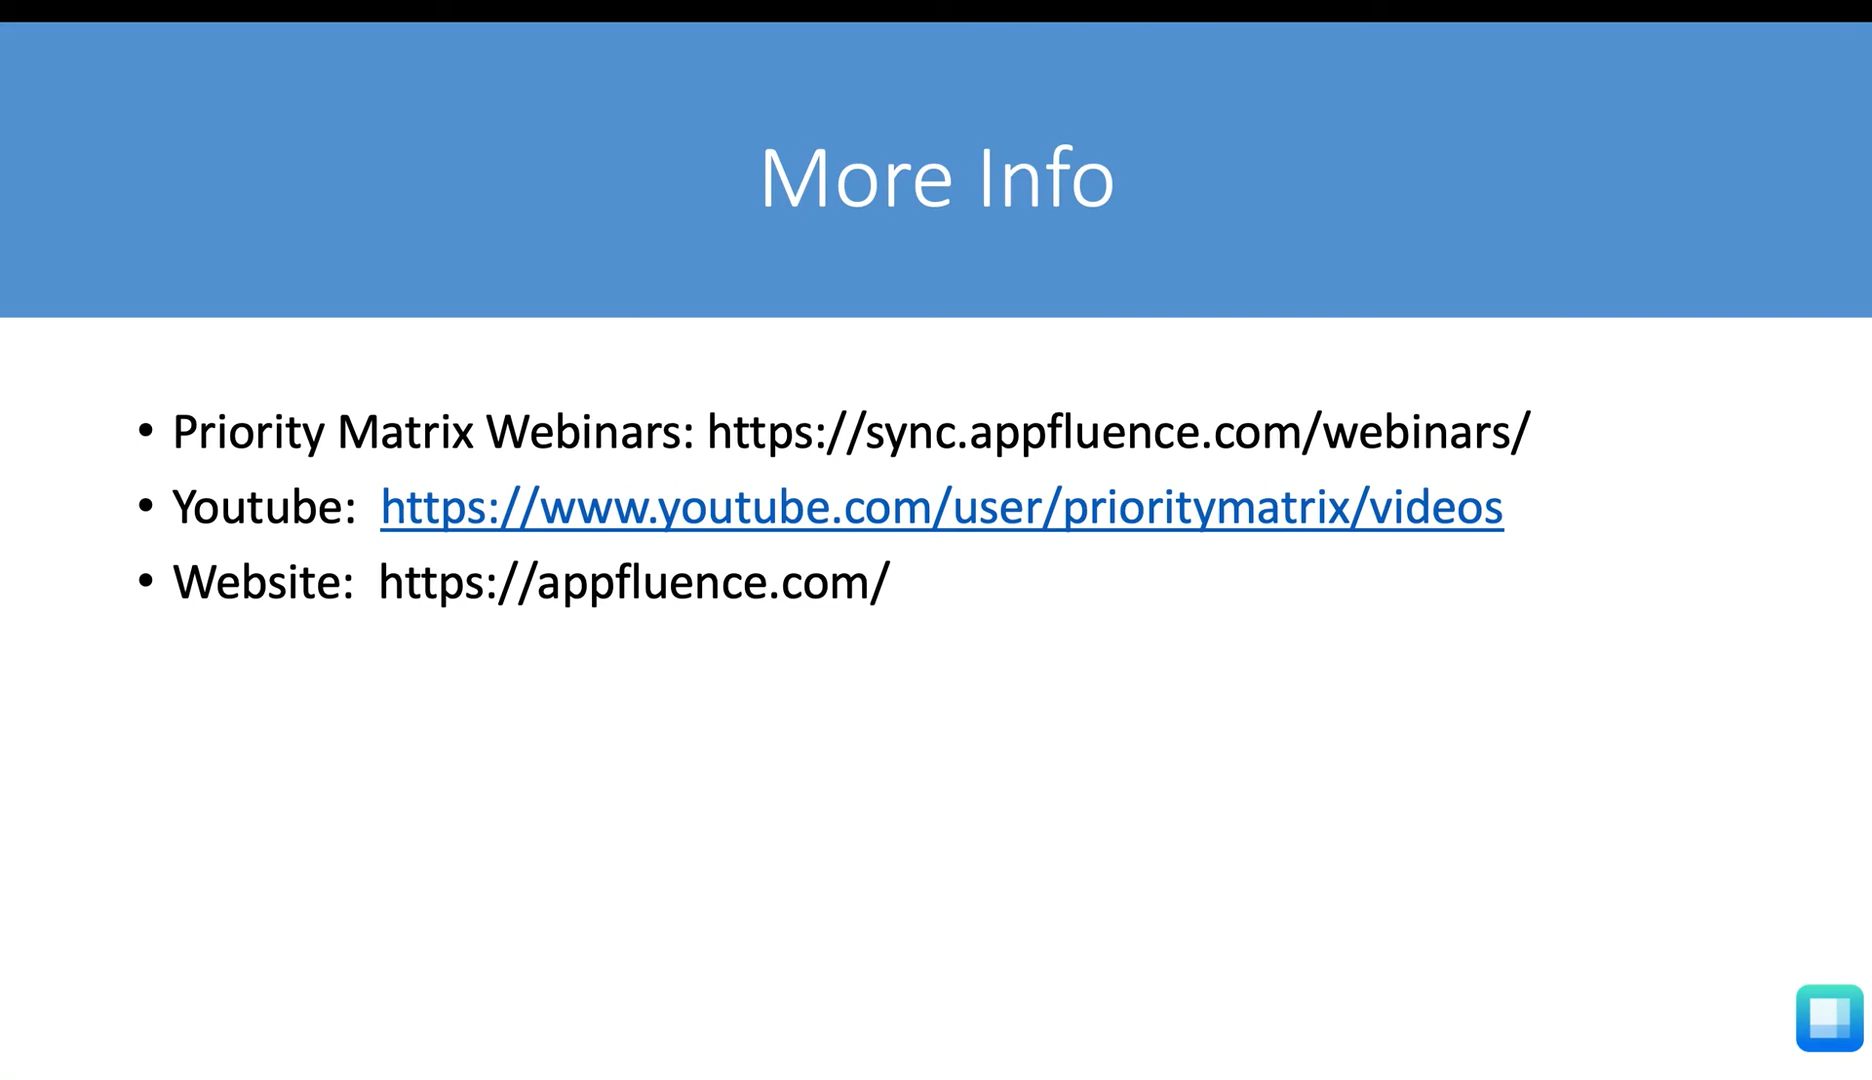 More Info
• Priority Matrix Webinars: https://sync.appfluence.com/webinars/
• Youtube: https://www.youtube.com/user/prioritymatrix/videos
• Website: https://appfluence.com/